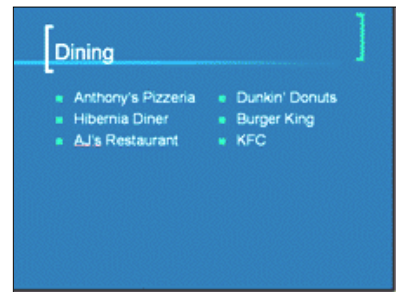 Dining
Anthony's Pizzeria
Hibernia Diner
AJ's Restaurant
Dunkin' Donuts
Burger King
KFC